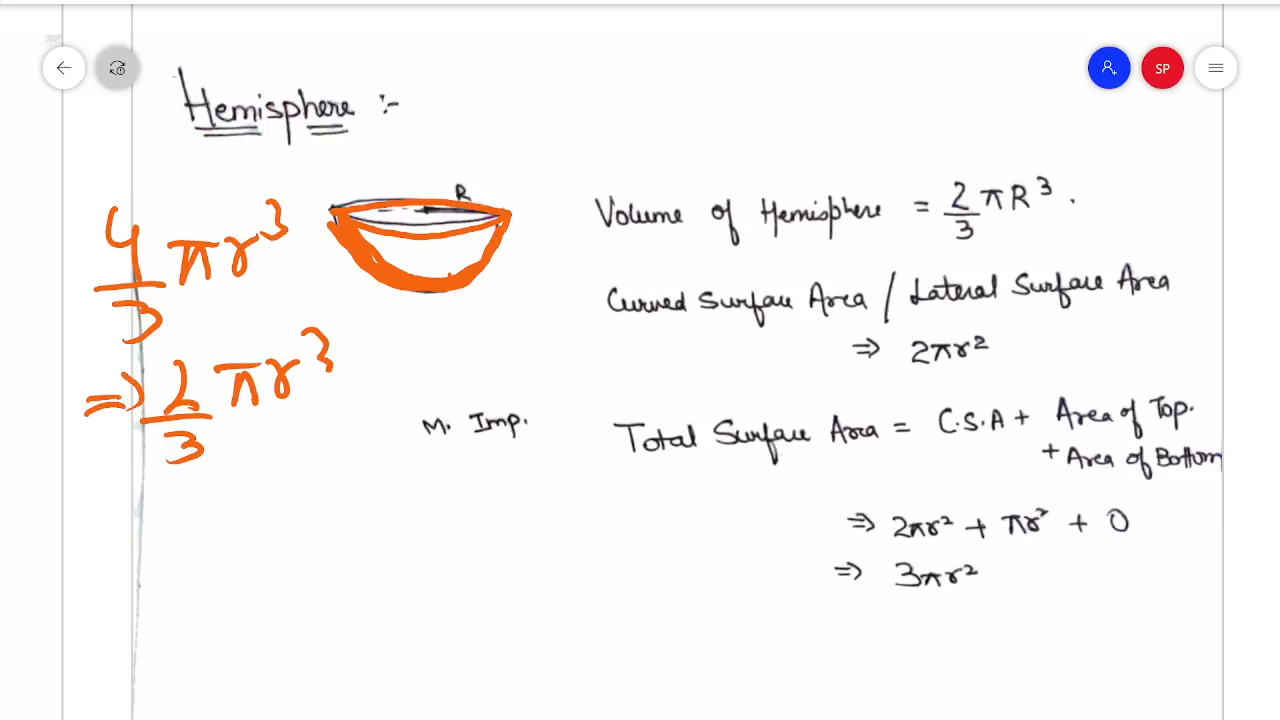 SP
Hemisphere :-
R
4/3 πr³
⇒ 2/3 πr³
Volume of Hemisphere = 2/3 πR³.
Curved Surface Area / Lateral Surface Area
⇒ 2πr²
M. Imp.
Total Surface Area = C.S.A + Area of Top.
+ Area of Bottom
⇒ 2πr² + πr² + 0
⇒ 3πr²